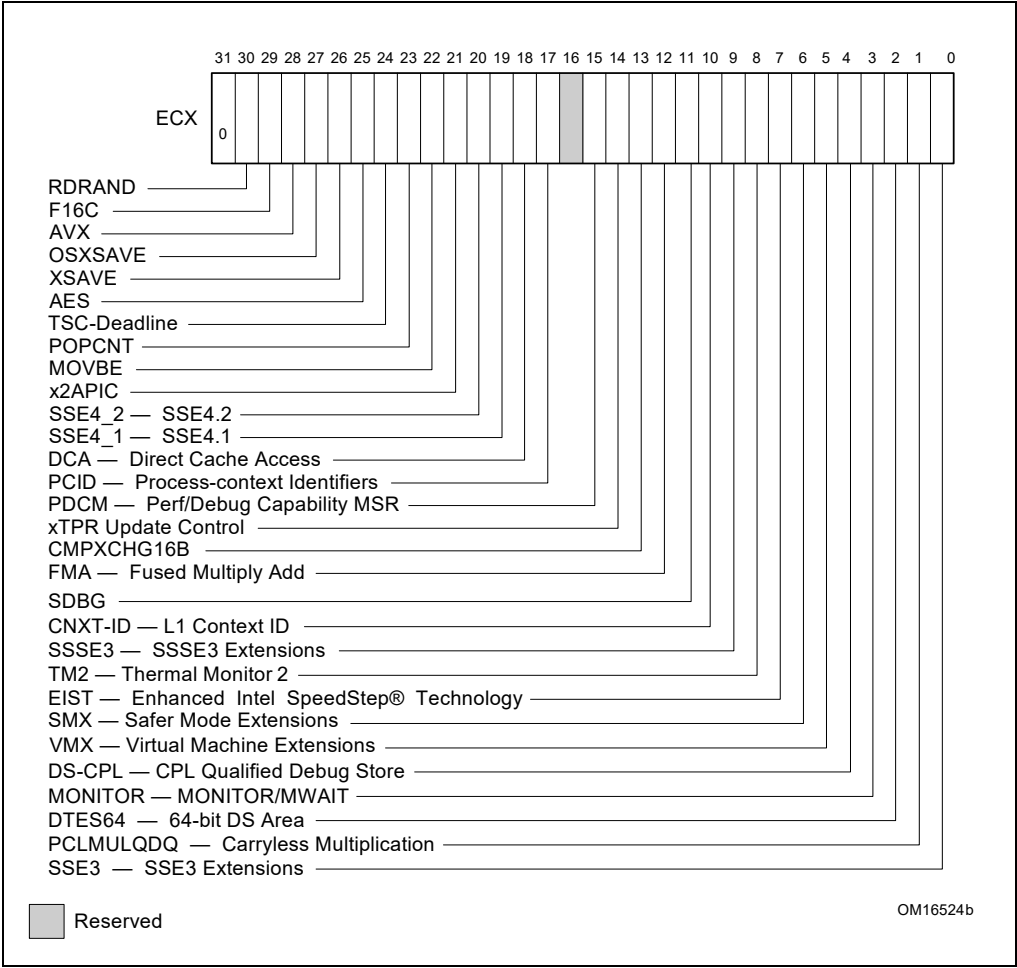 31 30 29 28 27 26 25 24 23 22 21 20 19 18 17 16 15 14 13 12 11 10 9 8 7 6 5 4 3 2 1 0
ECX
0
RDRAND
F16C
AVX
OSXSAVE
XSAVE
AES
TSC-Deadline
POPCNT
MOVBE
x2APIC
SSE4_2 — SSE4.2
SSE4_1 — SSE4.1
DCA — Direct Cache Access
PCID — Process-context Identifiers
PDCM — Perf/Debug Capability MSR
xTPR Update Control
CMPXCHG16B
FMA — Fused Multiply Add
SDBG
CNXT-ID — L1 Context ID
SSSE3 — SSSE3 Extensions
TM2 — Thermal Monitor 2
EIST — Enhanced Intel SpeedStep® Technology
SMX — Safer Mode Extensions
VMX — Virtual Machine Extensions
DS-CPL — CPL Qualified Debug Store
MONITOR — MONITOR/MWAIT
DTES64 — 64-bit DS Area
PCLMULQDQ — Carryless Multiplication
SSE3 — SSE3 Extensions
OM16524b
Reserved